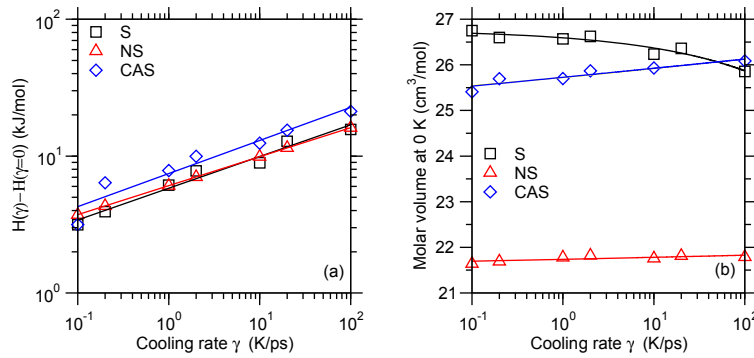 10²
S
NS
CAS
10¹
10⁰
H(γ)−H(γ=0) (kJ/mol)
(a)
10⁻¹
10⁰
10¹
10²
Cooling rate γ (K/ps)
27
26
25
24
23
22
21
Molar volume at 0 K (cm³/mol)
S
NS
CAS
(b)
10⁻¹
10⁰
10¹
10²
Cooling rate γ (K/ps)